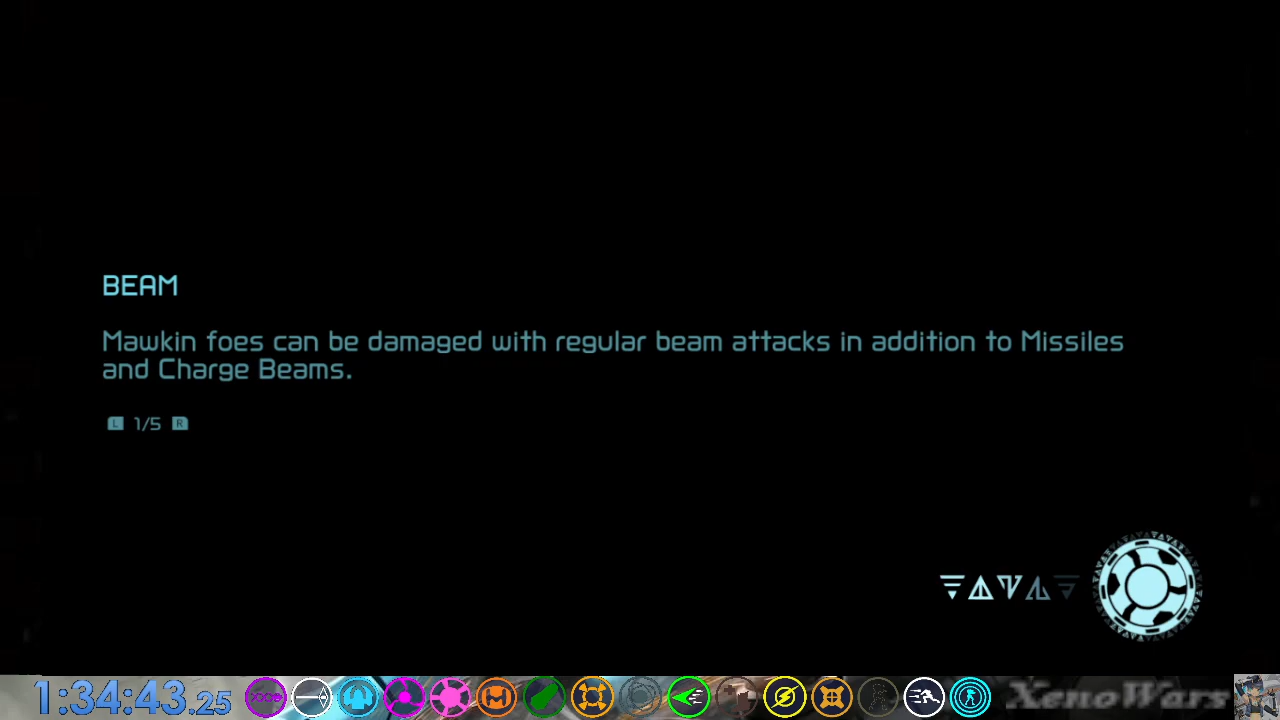 BEAM
Mawkin foes can be damaged with regular beam attacks in addition to Missiles
and Charge Beams.
L 1/5 R
1:34:43.25
XenoWars